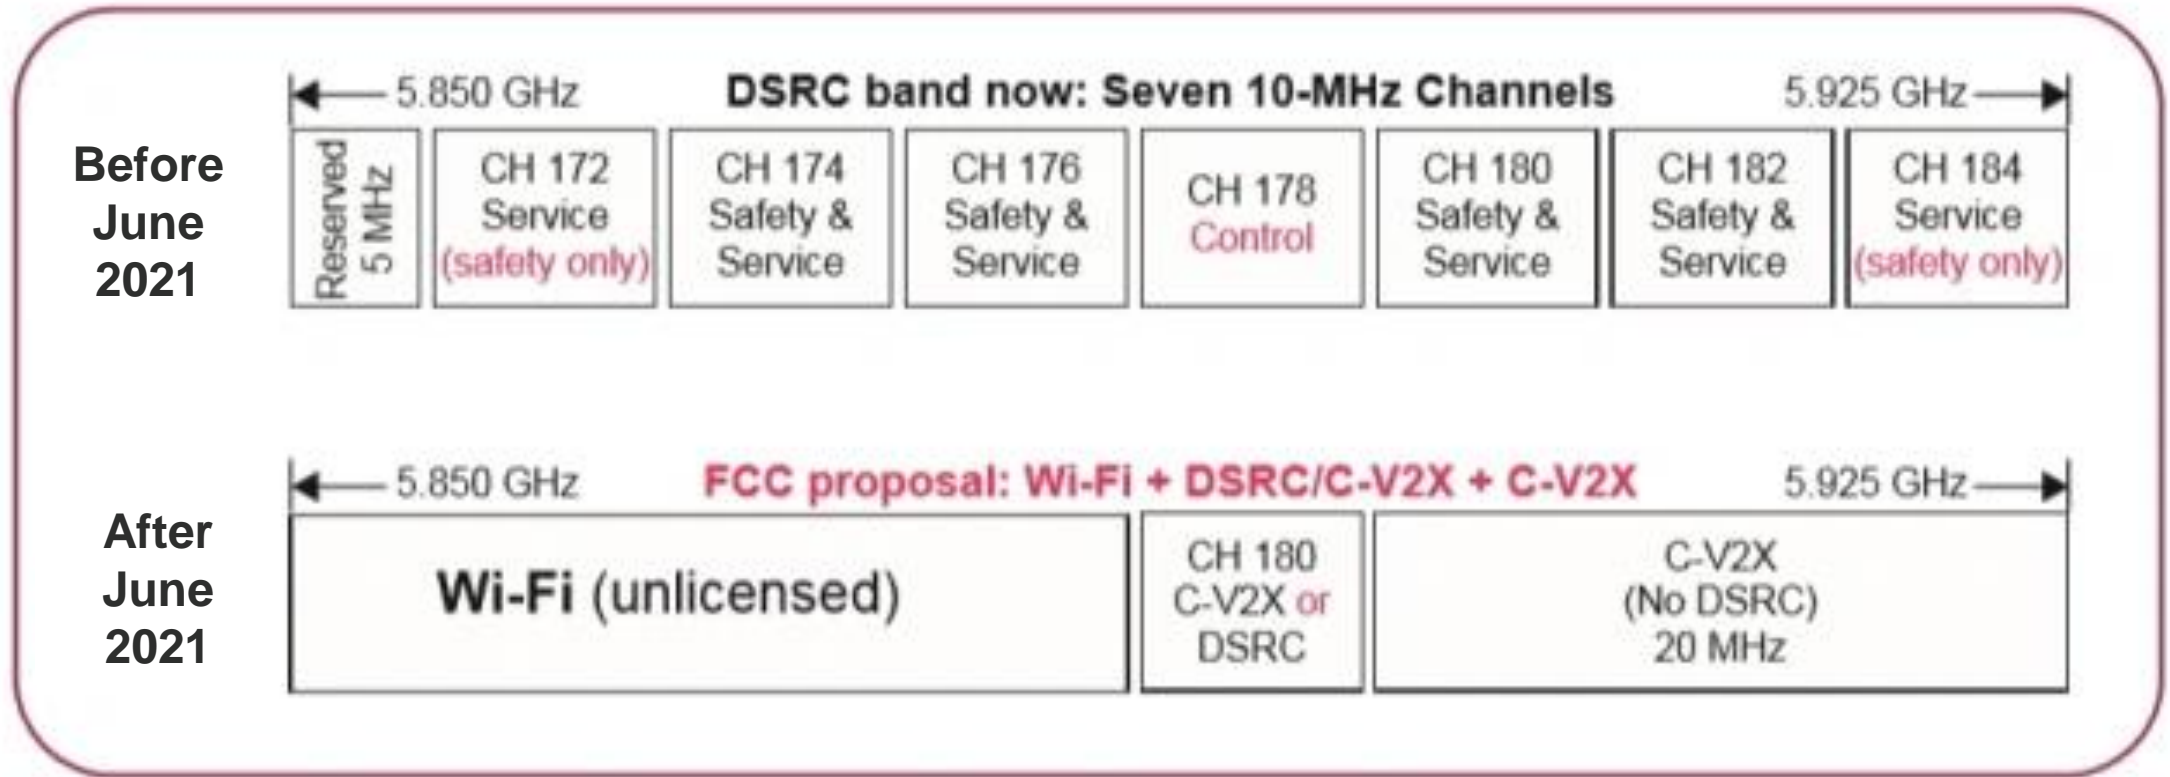 5.850 GHz DSRC band now: Seven 10-MHz Channels 5.925 GHz
Before
June
2021
Reserved
5 MHz
CH 172
Service
(safety only)
CH 174
Safety &
Service
CH 176
Safety &
Service
CH 178
Control
CH 180
Safety &
Service
CH 182
Safety &
Service
CH 184
Service
(safety only)
5.850 GHz FCC proposal: Wi-Fi + DSRC/C-V2X + C-V2X 5.925 GHz
After
June
2021
Wi-Fi (unlicensed)
CH 180
C-V2X or
DSRC
C-V2X
(No DSRC)
20 MHz